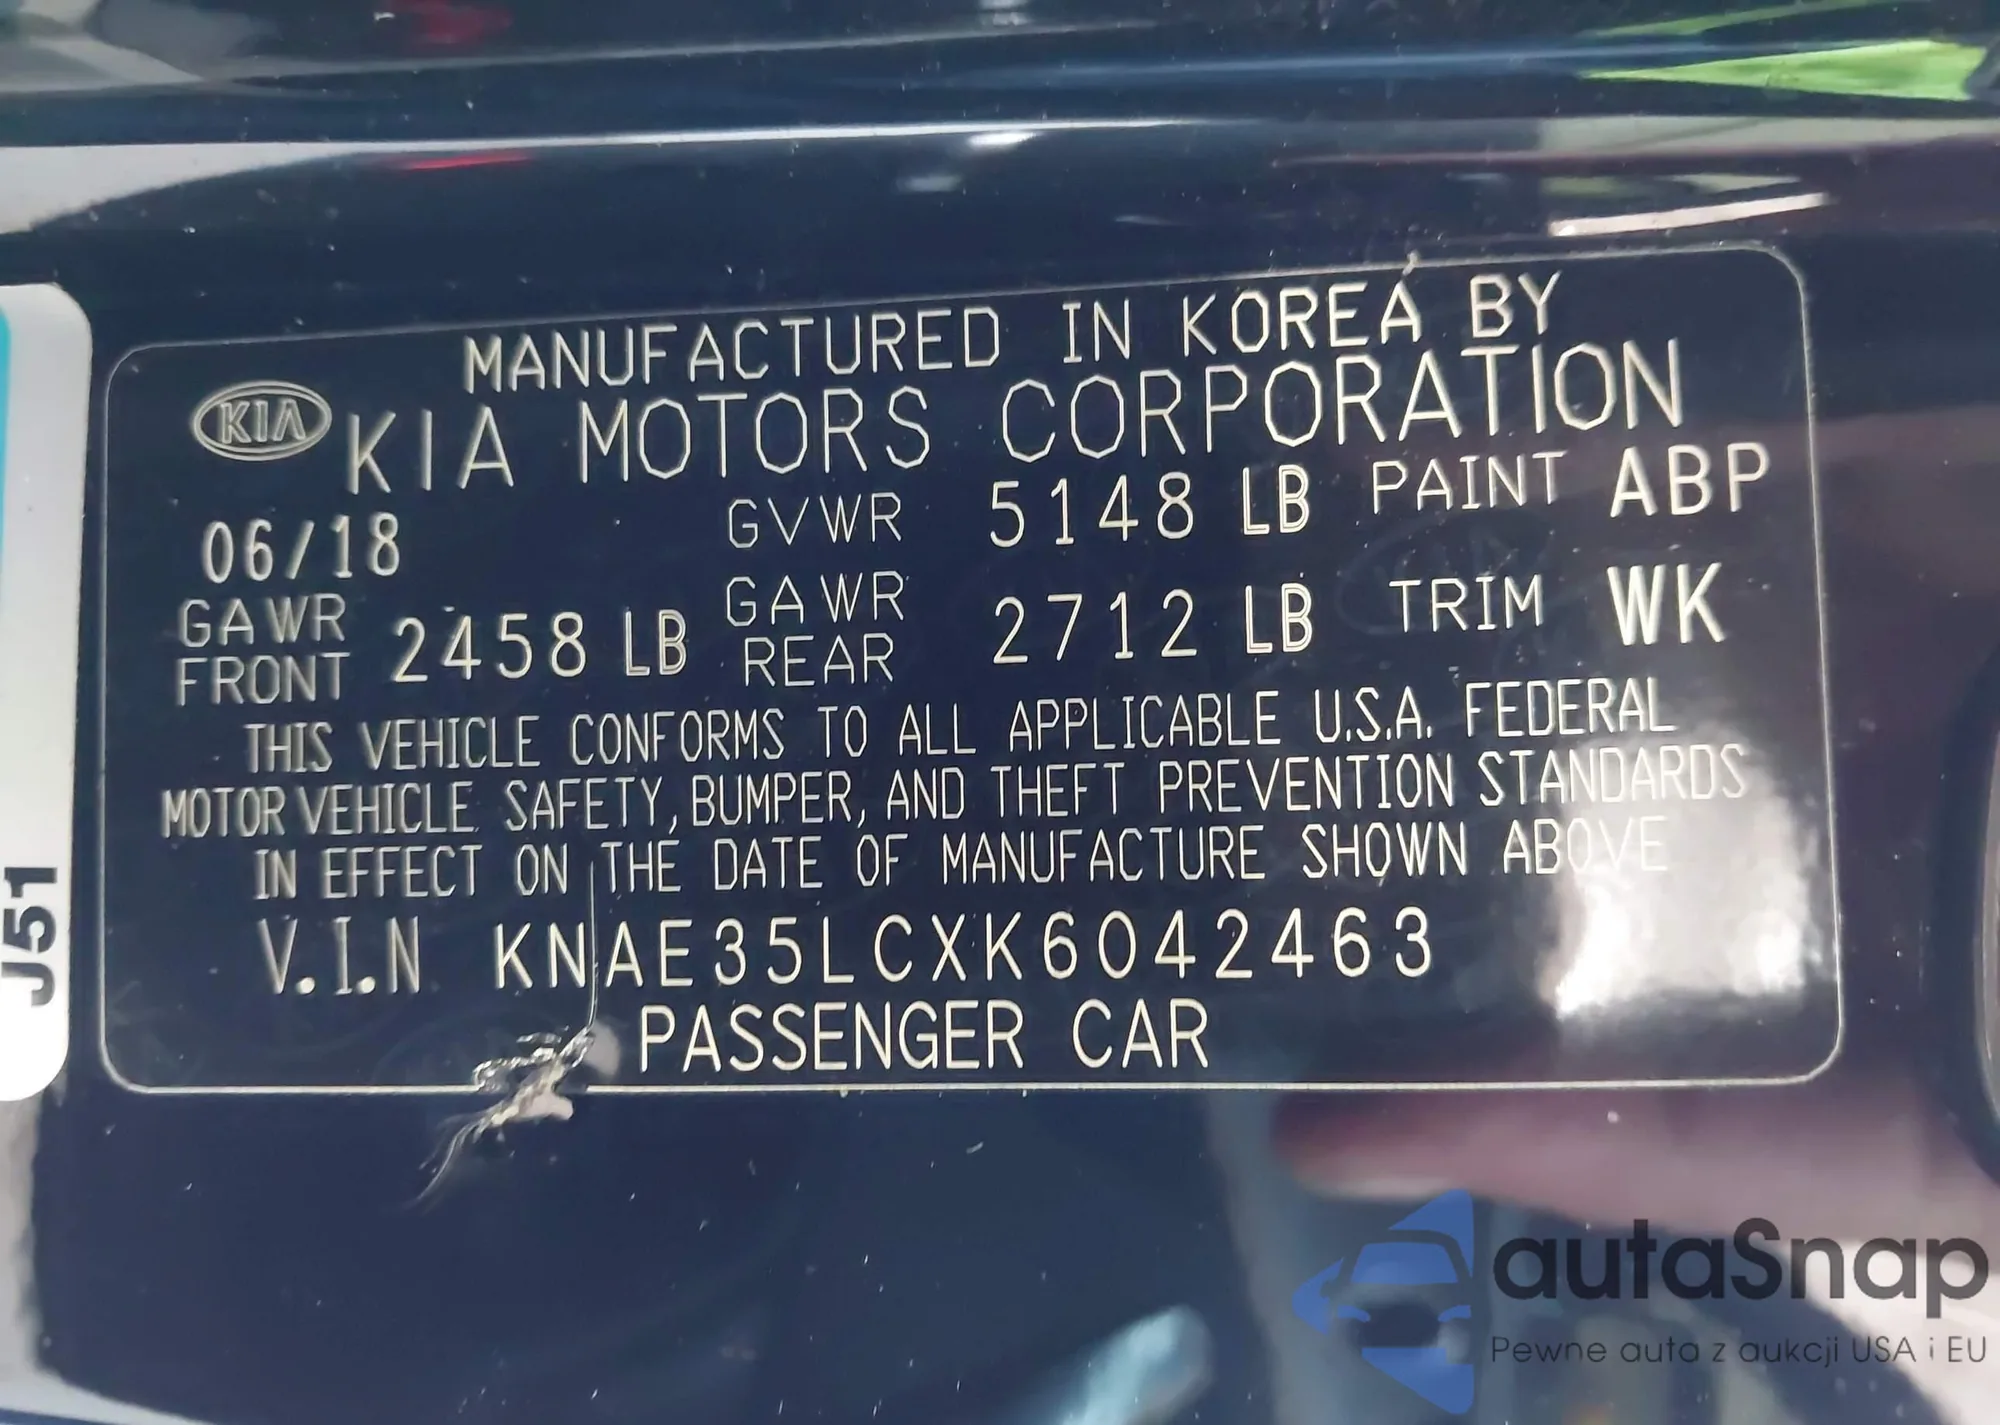 MANUFACTURED IN KOREA BY
KIA KIA MOTORS CORPORATION
06/18 GVWR 5148 LB PAINT ABP
GAWR FRONT 2458 LB GAWR REAR 2712 LB TRIM WK
THIS VEHICLE CONFORMS TO ALL APPLICABLE U.S.A. FEDERAL
MOTOR VEHICLE SAFETY, BUMPER, AND THEFT PREVENTION STANDARDS
IN EFFECT ON THE DATE OF MANUFACTURE SHOWN ABOVE
V.I.N KNAE35LCXK6042463
PASSENGER CAR
J51
autaSnap
Pewne auta z aukcji USA i EU